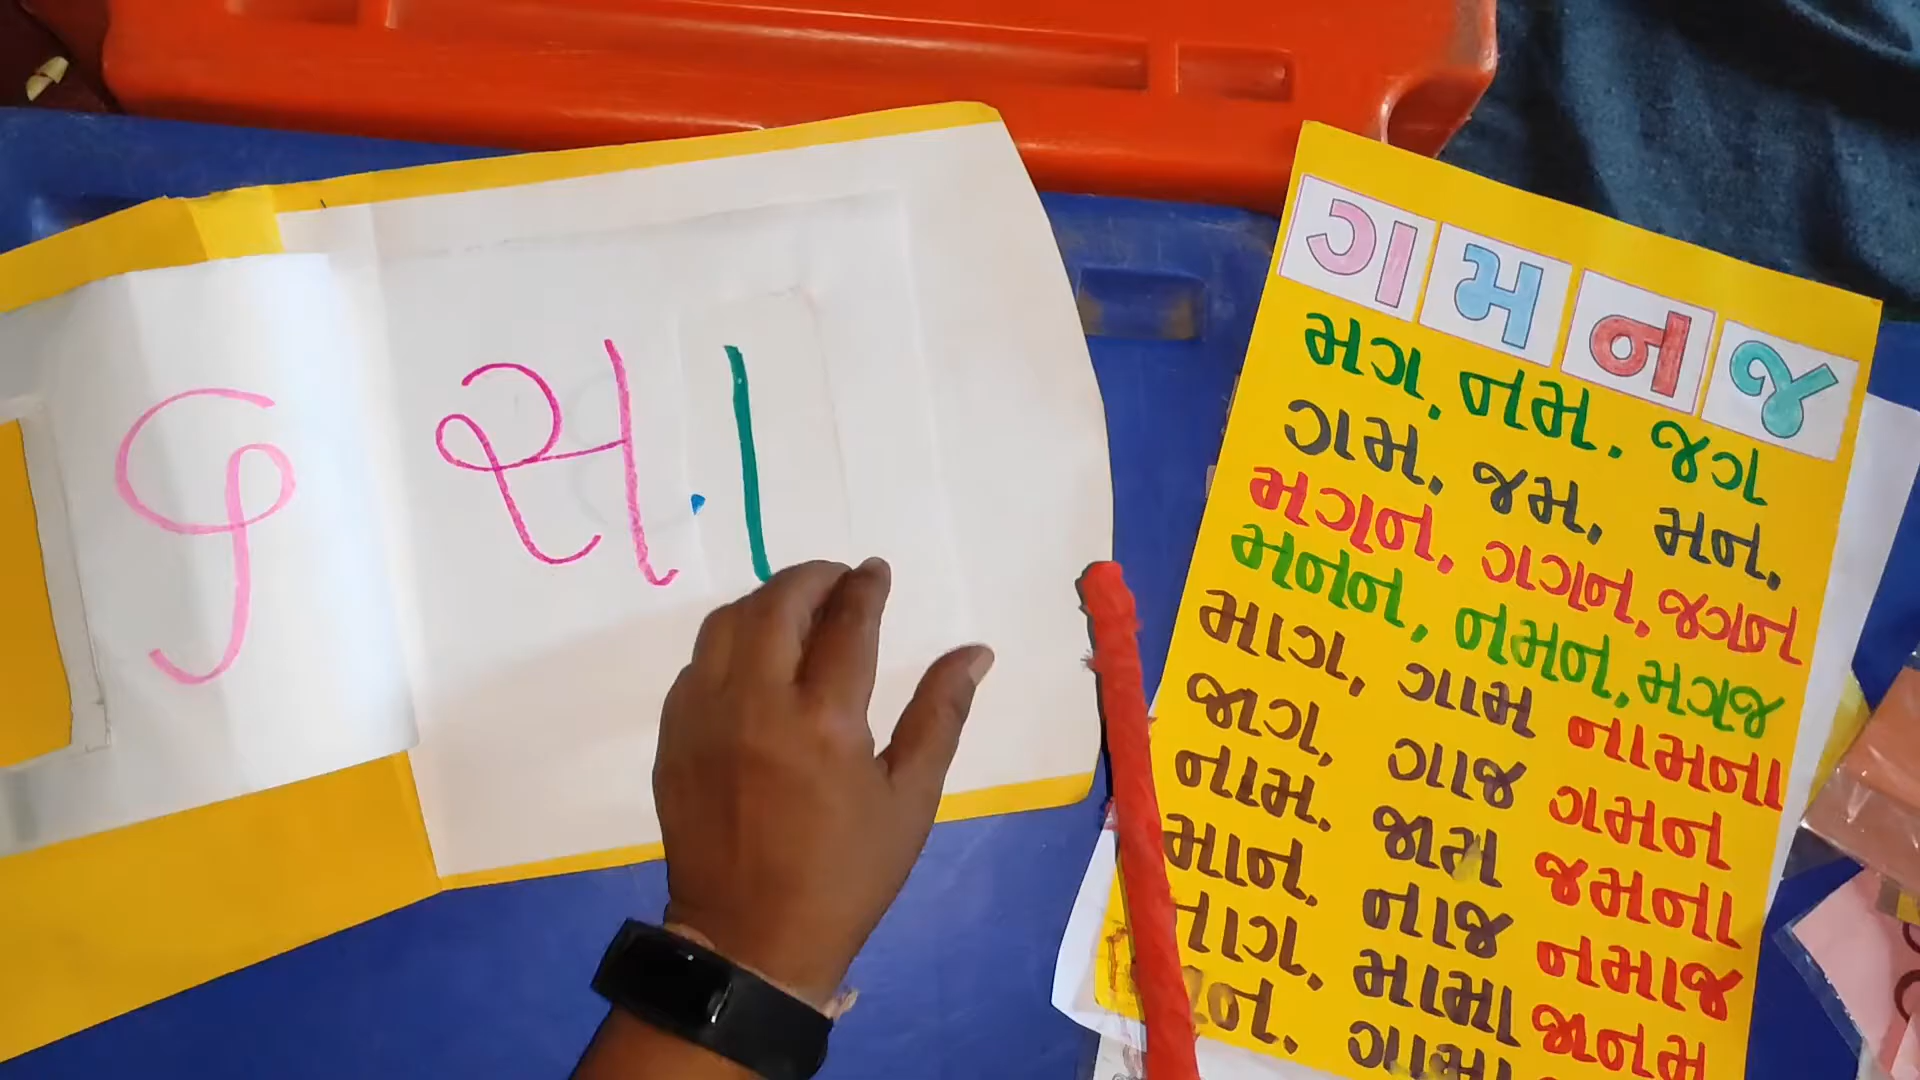 દ સ . ા
ગ મ ન જ
મગ. નમ. જગ
ગમ. જમ. મન.
મગન. ગગન. જગન
મનન, નમન. મગજ
માગ, ગામ નામના
જાગ, ગાજ ગમન
નામ. જામ જમના
માન. નાજ નમાજ
નાગ. મામા જાનમ